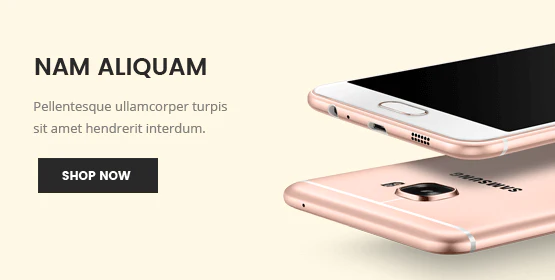 NAM ALIQUAM
Pellentesque ullamcorper turpis
sit amet hendrerit interdum.
SHOP NOW
SAMSUNG